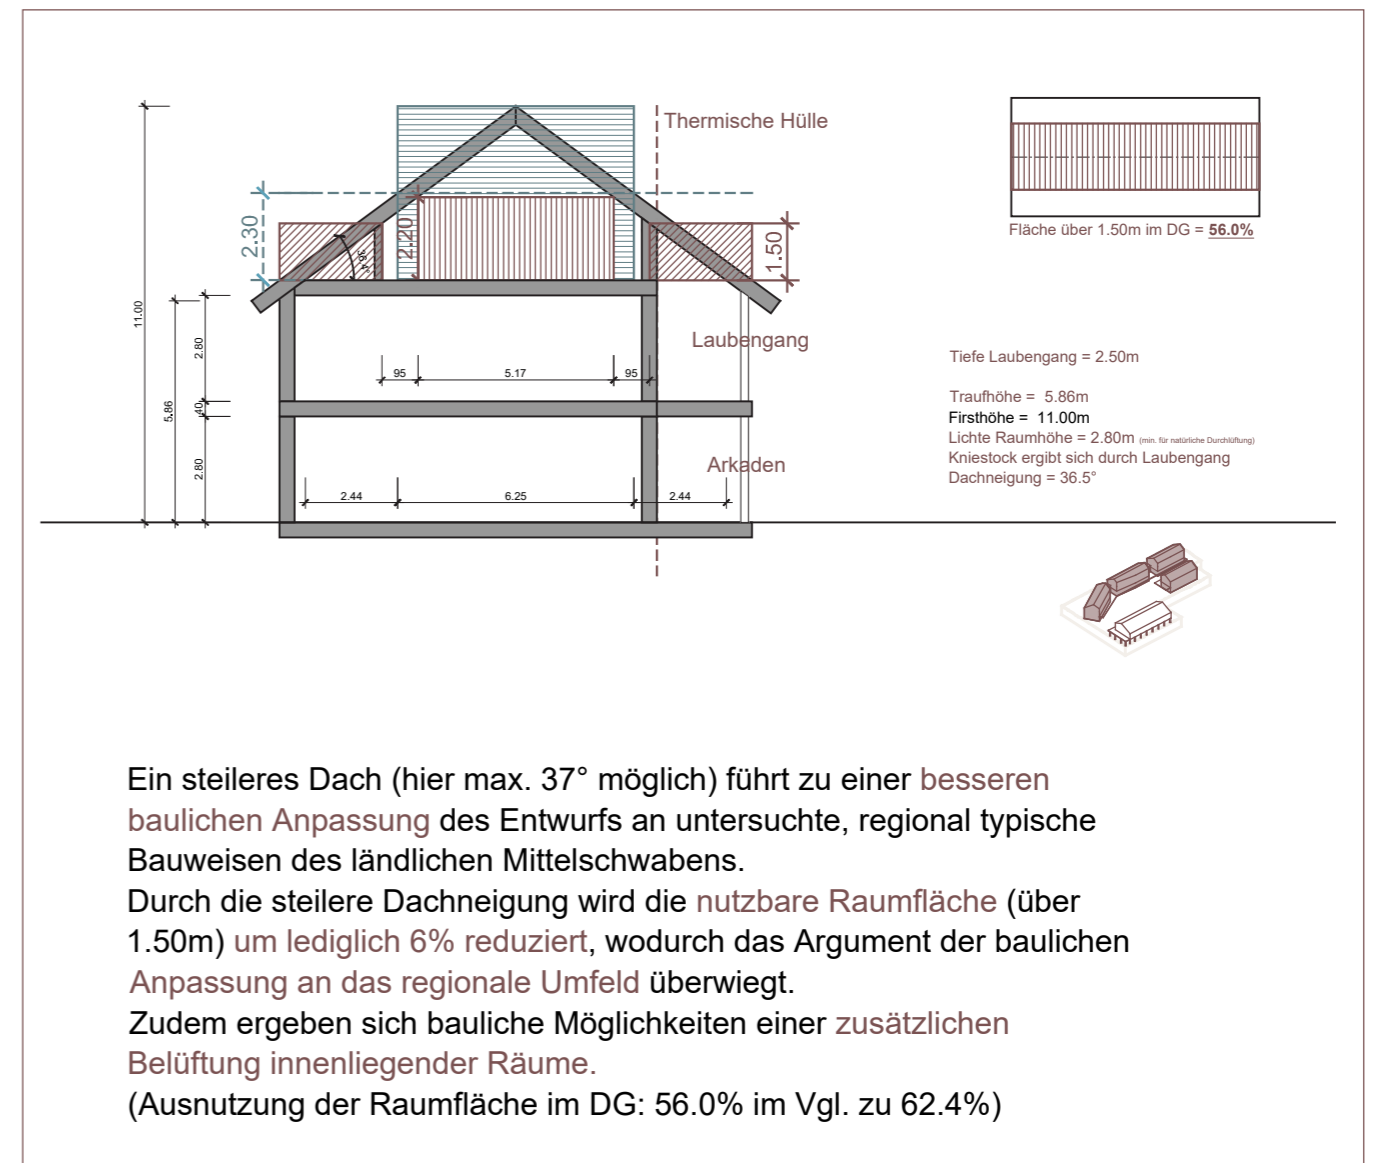 Thermische Hülle
2.30
2.20
36.4°
1.50
Fläche über 1.50m im DG = 56.0%
11.00
2.80
Laubengang
Tiefe Laubengang = 2.50m
95
5.17
95
5.86
40
Traufhöhe = 5.86m
Firsthöhe = 11.00m
Lichte Raumhöhe = 2.80m (min. für natürliche Durchlüftung)
Kniestock ergibt sich durch Laubengang
Dachneigung = 36.5°
2.80
Arkaden
2.44
6.25
2.44
Ein steileres Dach (hier max. 37° möglich) führt zu einer besseren
baulichen Anpassung des Entwurfs an untersuchte, regional typische
Bauweisen des ländlichen Mittelschwabens.
Durch die steilere Dachneigung wird die nutzbare Raumfläche (über
1.50m) um lediglich 6% reduziert, wodurch das Argument der baulichen
Anpassung an das regionale Umfeld überwiegt.
Zudem ergeben sich bauliche Möglichkeiten einer zusätzlichen
Belüftung innenliegender Räume.
(Ausnutzung der Raumfläche im DG: 56.0% im Vgl. zu 62.4%)